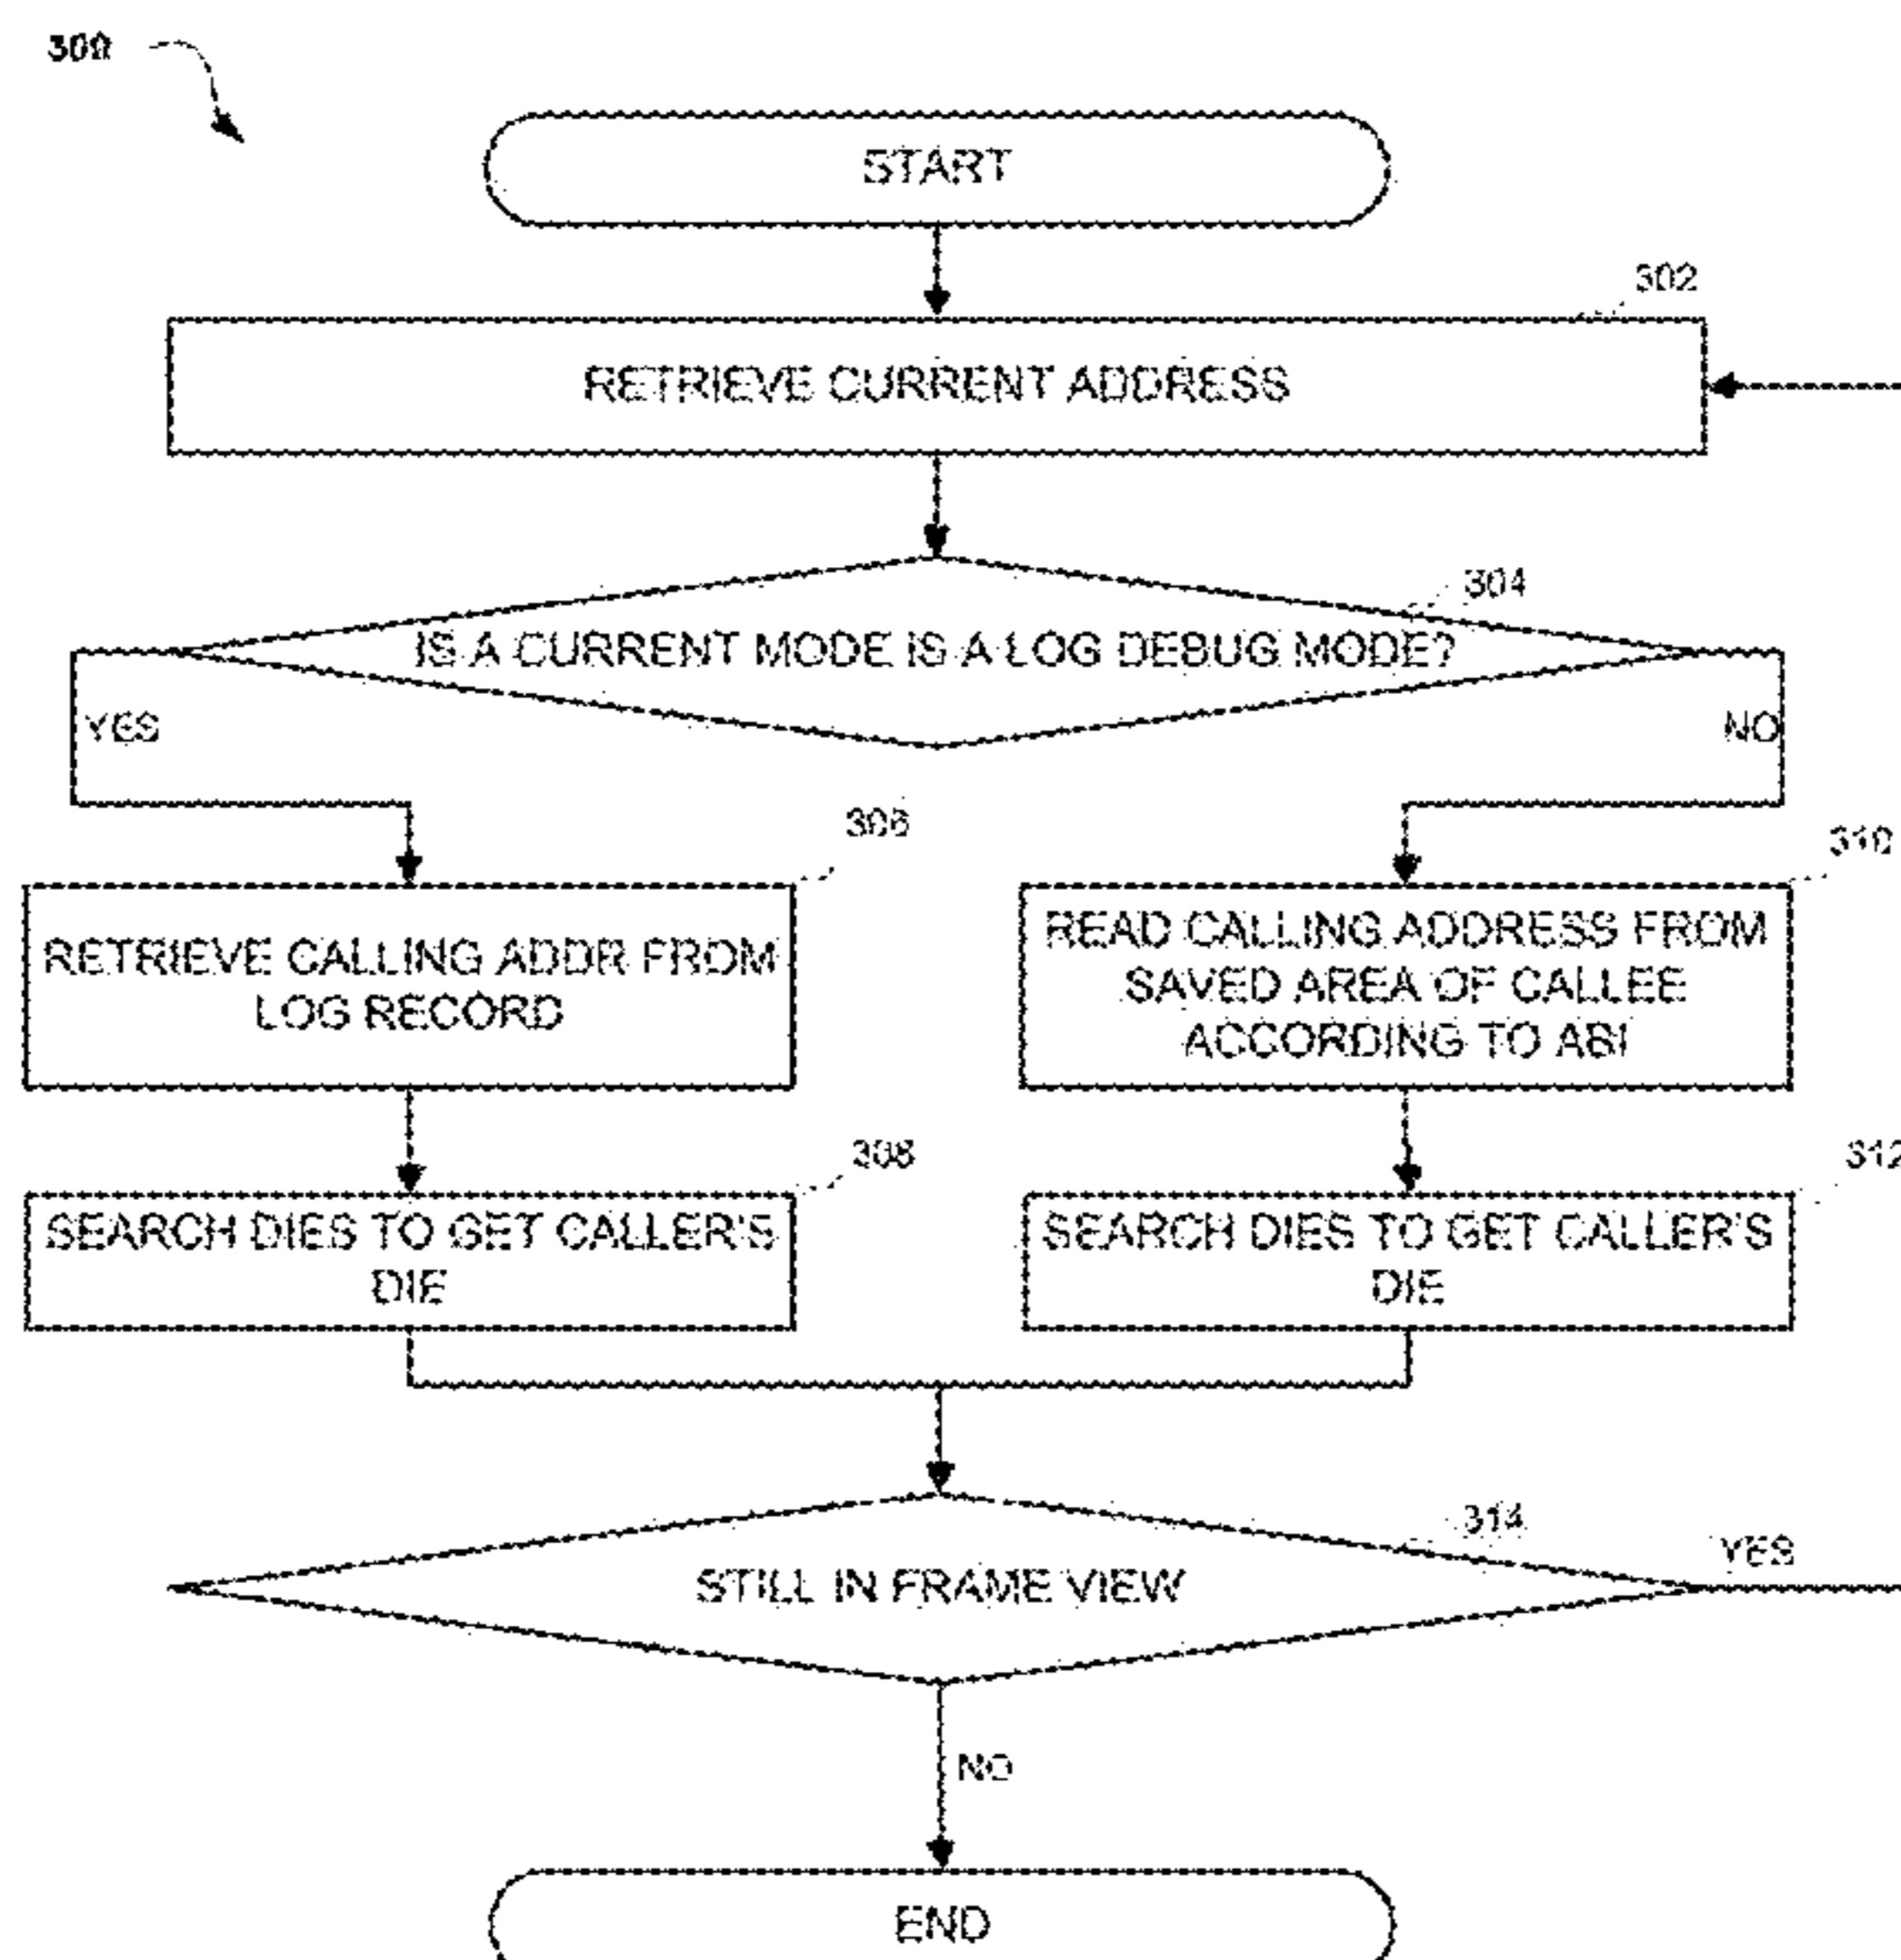 300
START
302
RETRIEVE CURRENT ADDRESS
304
IS A CURRENT MODE IS A LOG DEBUG MODE?
YES
NO
306
310
RETRIEVE CALLING ADDR FROM
LOG RECORD
READ CALLING ADDRESS FROM
SAVED AREA OF CALLEE
ACCORDING TO ABI
308
312
SEARCH DIES TO GET CALLER'S
DIE
SEARCH DIES TO GET CALLER'S
DIE
314
YES
STILL IN FRAME VIEW
NO
END